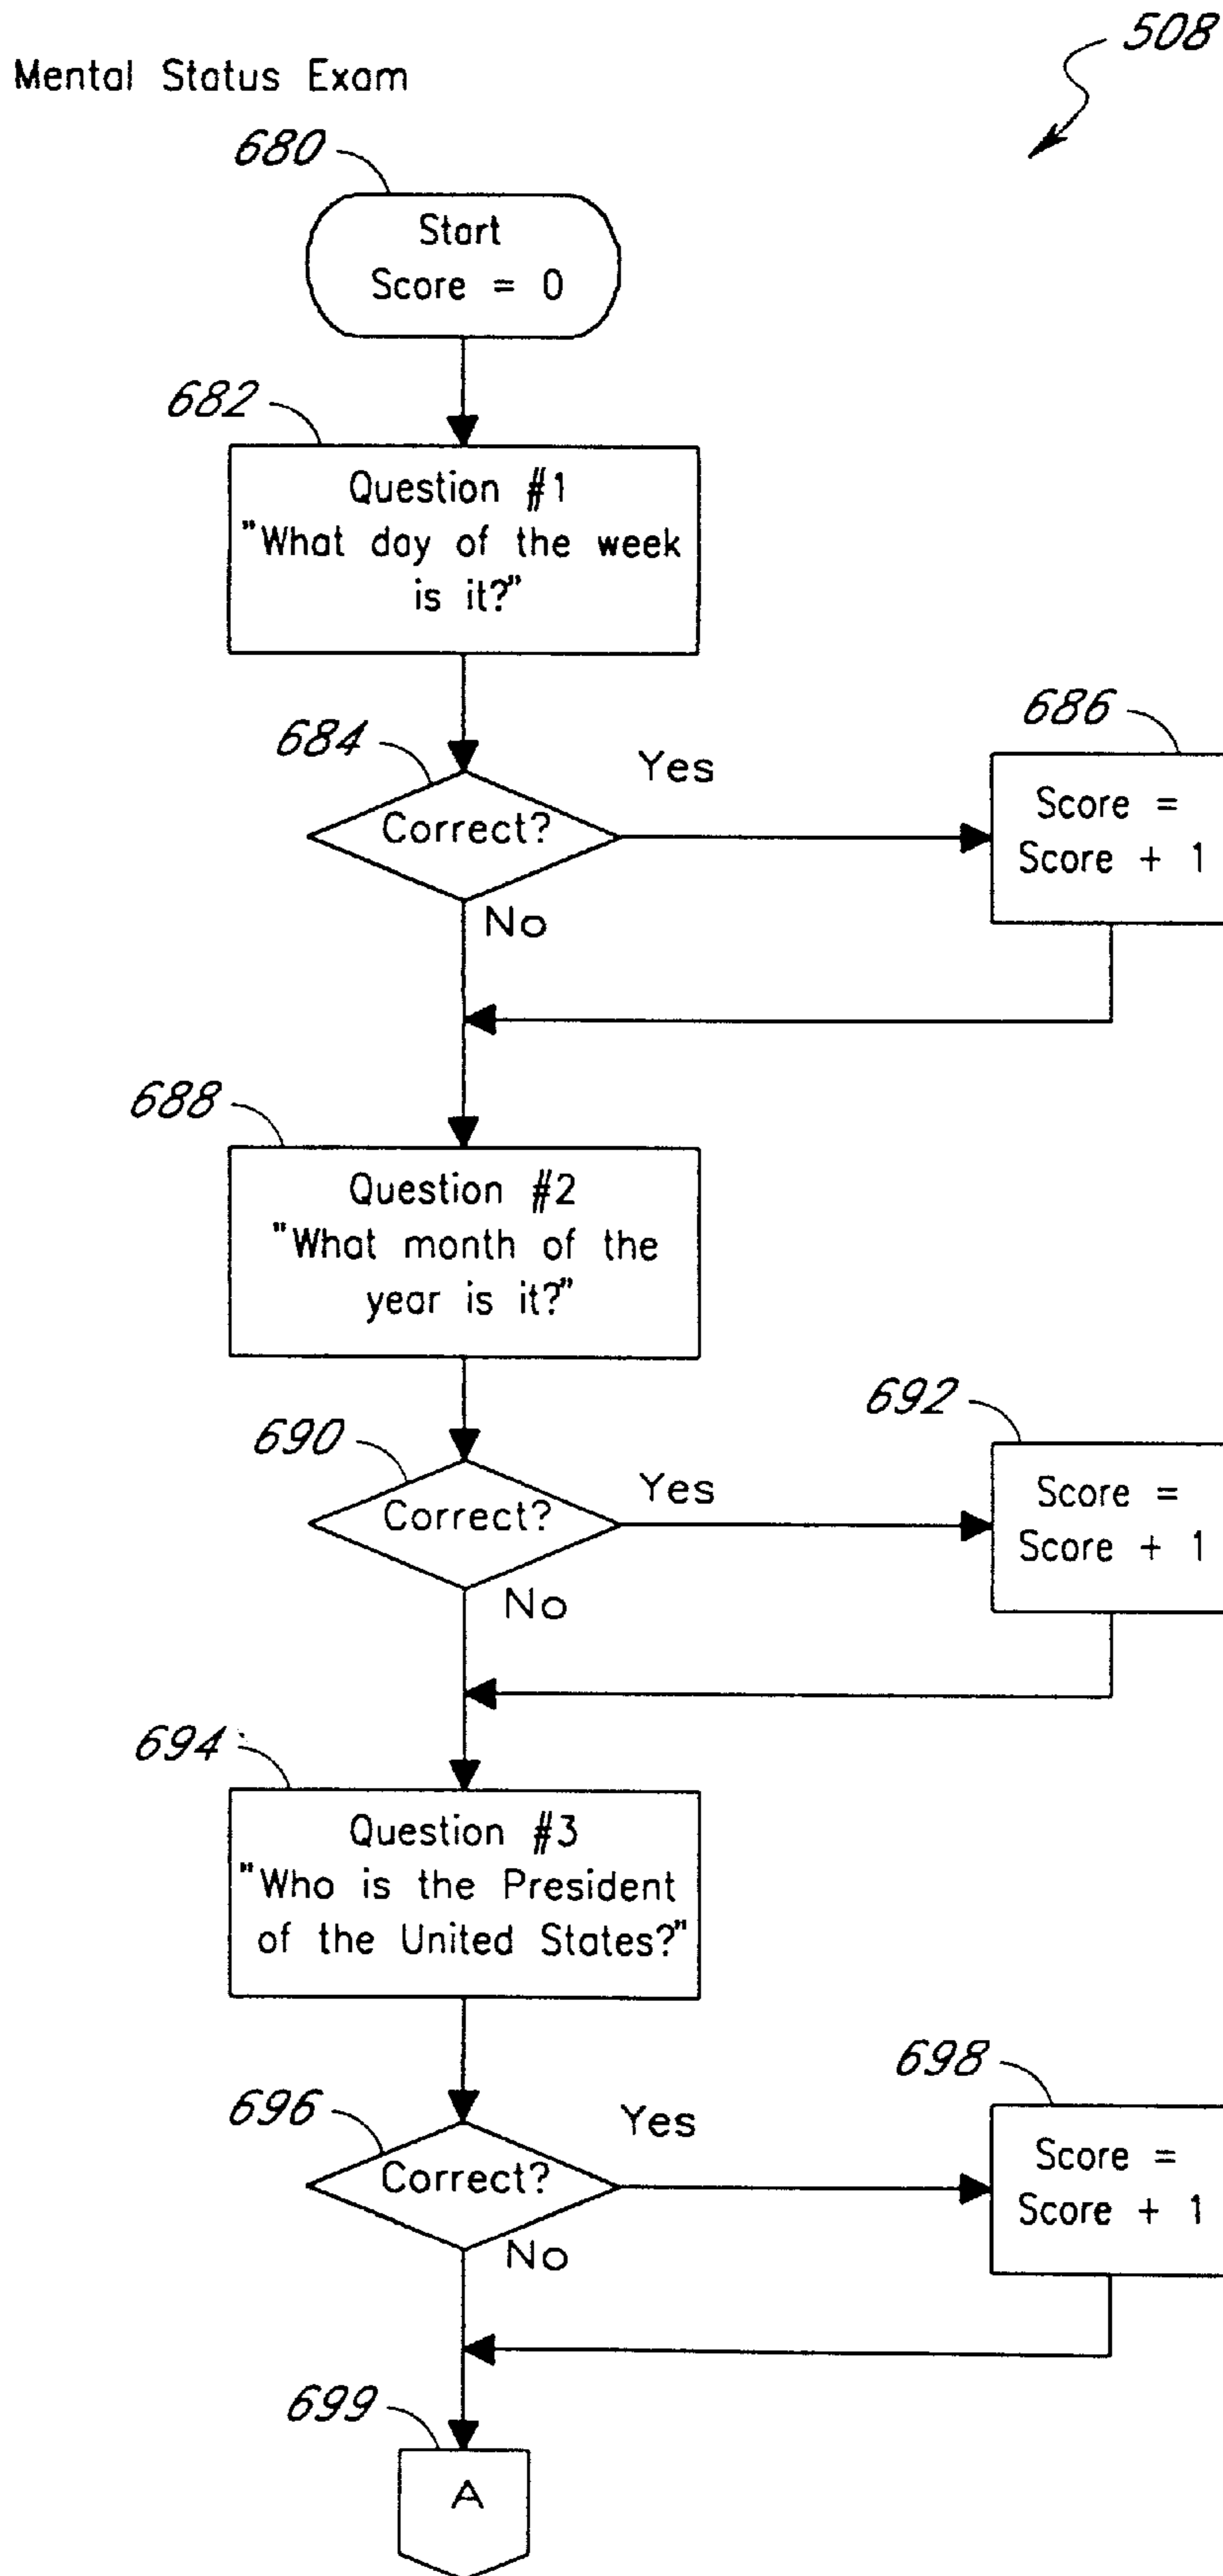 508
Mental Status Exam
680
Start
Score = 0
682
Question #1
"What day of the week
is it?"
684
Correct?
Yes
No
686
Score =
Score + 1
688
Question #2
"What month of the
year is it?"
690
Correct?
Yes
No
692
Score =
Score + 1
694
Question #3
"Who is the President
of the United States?"
696
Correct?
Yes
No
698
Score =
Score + 1
699
A